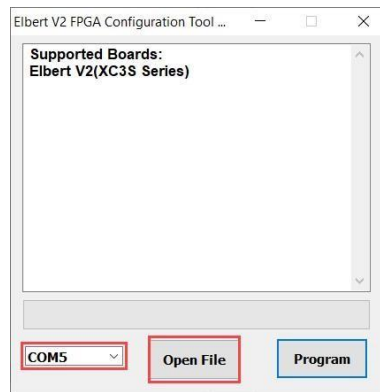 Elbert V2 FPGA Configuration Tool ...
Supported Boards:
Elbert V2(XC3S Series)
COM5
Open File
Program